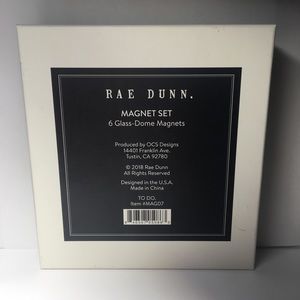 RAE DUNN.
MAGNET SET
6 Glass-Dome Magnets
Produced by OCS Designs
14401 Franklin Ave.
Tustin, CA 92780
© 2018 Rae Dunn
All Rights Reserved
Designed in the U.S.A.
Made in China
TO DO.
Item #MAG07